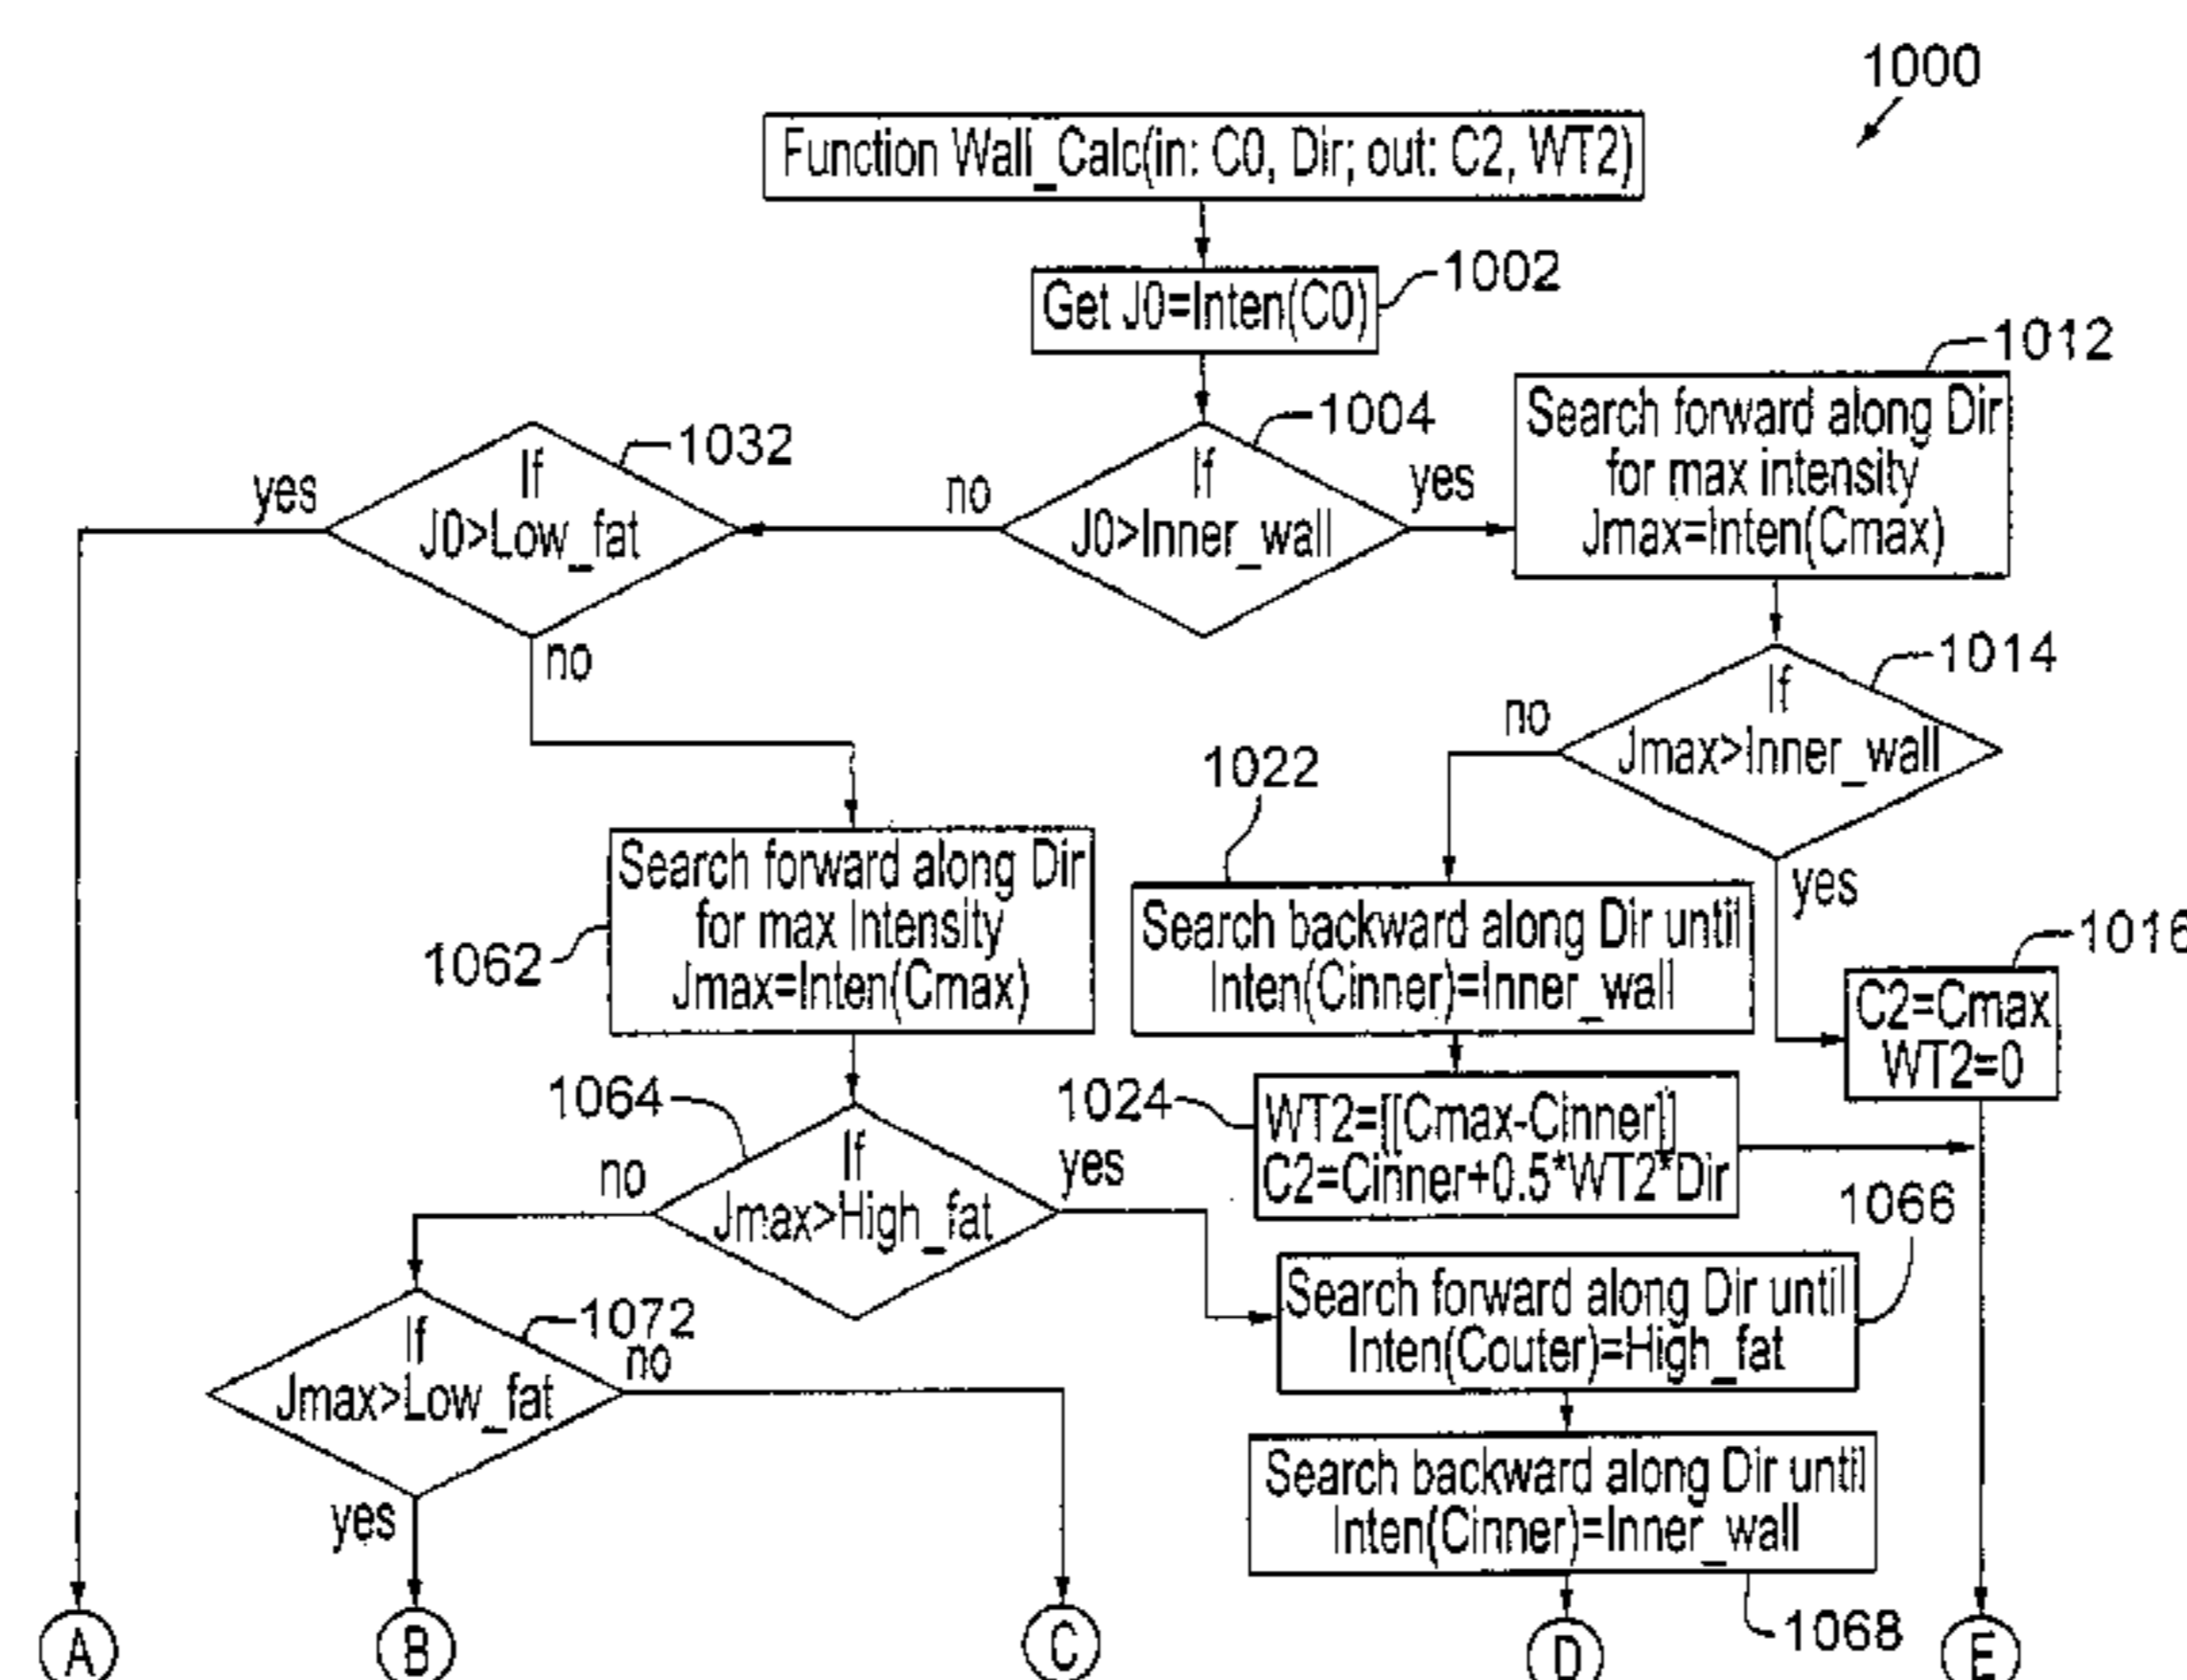 1000
Function Wall_Calc(in: C0, Dir; out: C2, WT2)
1002
Get J0=Inten(C0)
1004
If
J0>Inner_wall
no
yes
1012
Search forward along Dir
for max intensity
Jmax=Inten(Cmax)
1032
If
J0>Low_fat
yes
no
1014
If
Jmax>Inner_wall
no
yes
1022
Search backward along Dir until
Inten(Cinner)=Inner_wall
1016
C2=Cmax
WT2=0
1062
Search forward along Dir
for max Intensity
Jmax=Inten(Cmax)
1024
WT2=[[Cmax-Cinner]]
C2=Cinner+0.5*WT2*Dir
1064
If
Jmax>High_fat
no
yes
1066
Search forward along Dir until
Inten(Couter)=High_fat
1072
If
Jmax>Low_fat
no
yes
Search backward along Dir until
Inten(Cinner)=Inner_wall
1068
A
B
C
D
E